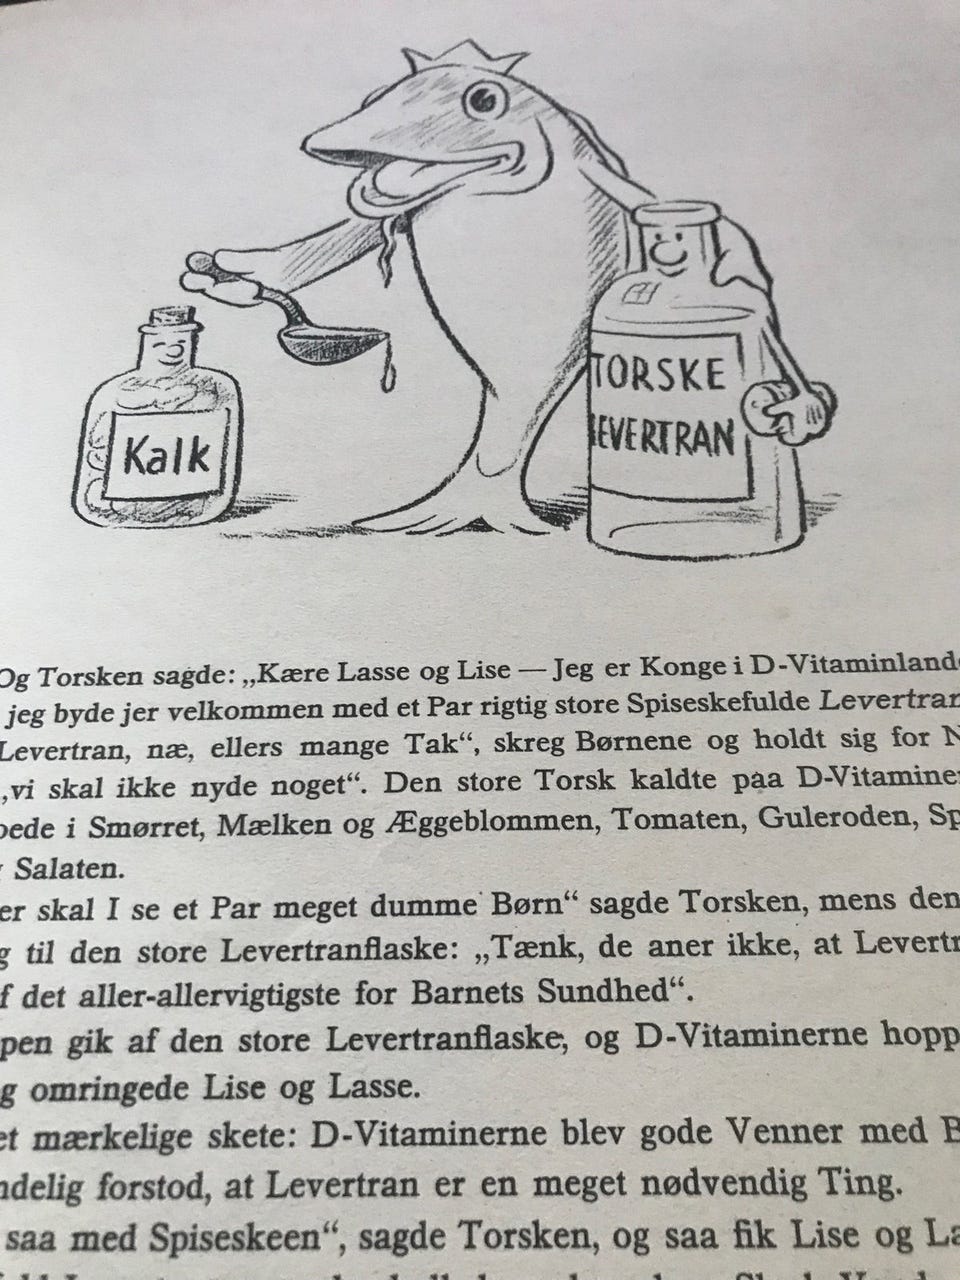 Kalk
TORSKE
LEVERTRAN
Og Torsken sagde: „Kære Lasse og Lise — Jeg er Konge i D-Vitaminland
jeg byde jer velkommen med et Par rigtig store Spiseskefulde Levertran
Levertran, næ, ellers mange Tak“, skreg Børnene og holdt sig for N
„vi skal ikke nyde noget“. Den store Torsk kaldte paa D-Vitamine
pede i Smørret, Mælken og Æggeblommen, Tomaten, Guleroden, Sp
Salaten.
er skal I se et Par meget dumme Børn“ sagde Torsken, mens den
g til den store Levertranflaske: „Tænk, de aner ikke, at Levertr
f det aller-allervigtigste for Barnets Sundhed“.
pen gik af den store Levertranflaske, og D-Vitaminerne hopp
g omringede Lise og Lasse.
et mærkelige skete: D-Vitaminerne blev gode Venner med B
ndelig forstod, at Levertran er en meget nødvendig Ting.
saa med Spiseskeen“, sagde Torsken, og saa fik Lise og La